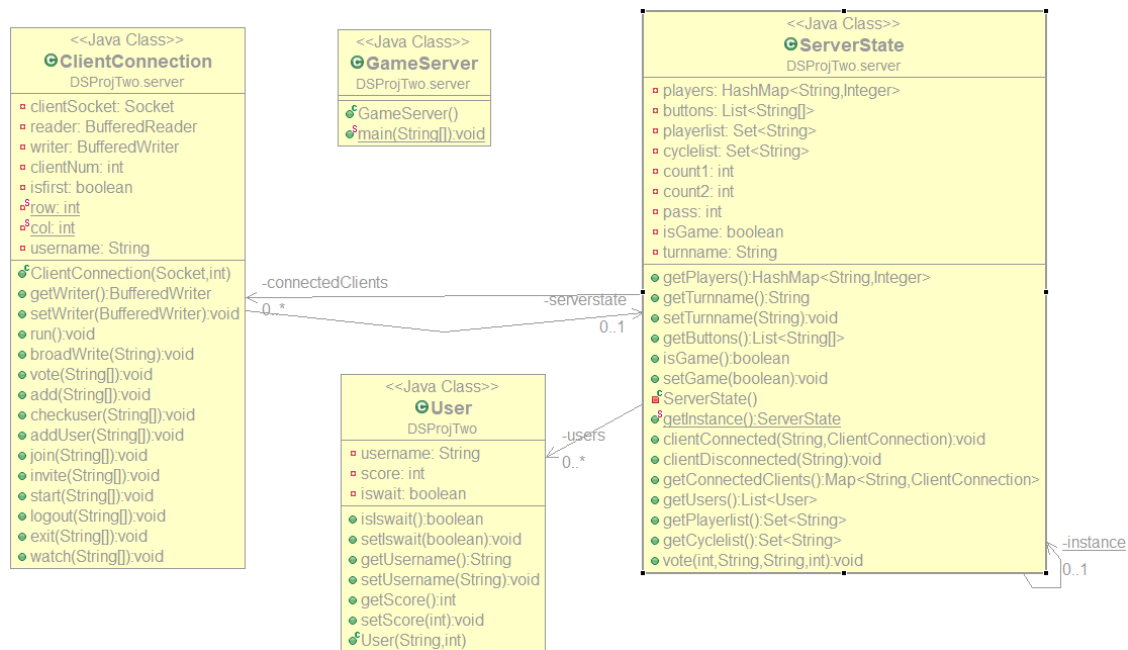 <<Java Class>>
ClientConnection
DSProjTwo.server
clientSocket: Socket
reader: BufferedReader
writer: BufferedWriter
clientNum: int
isfirst: boolean
row: int
col: int
username: String
ClientConnection(Socket,int)
getWriter():BufferedWriter
setWriter(BufferedWriter):void
run():void
broadWrite(String):void
vote(String[]):void
add(String[]):void
checkuser(String[]):void
addUser(String[]):void
join(String[]):void
invite(String[]):void
start(String[]):void
logout(String[]):void
exit(String[]):void
watch(String[]):void
<<Java Class>>
GameServer
DSProjTwo.server
GameServer()
main(String[]):void
-connectedClients
0..*
-serverstate
0..1
<<Java Class>>
User
DSProjTwo
username: String
score: int
iswait: boolean
isIswait():boolean
setIswait(boolean):void
getUsername():String
setUsername(String):void
getScore():int
setScore(int):void
User(String,int)
-users
0..*
<<Java Class>>
ServerState
DSProjTwo.server
players: HashMap<String,Integer>
buttons: List<String[]>
playerlist: Set<String>
cyclelist: Set<String>
count1: int
count2: int
pass: int
isGame: boolean
turnname: String
getPlayers():HashMap<String,Integer>
getTurnname():String
setTurnname(String):void
getButtons():List<String[]>
isGame():boolean
setGame(boolean):void
ServerState()
getInstance():ServerState
clientConnected(String,ClientConnection):void
clientDisconnected(String):void
getConnectedClients():Map<String,ClientConnection>
getUsers():List<User>
getPlayerlist():Set<String>
getCyclelist():Set<String>
vote(int,String,String,int):void
-instance
0..1